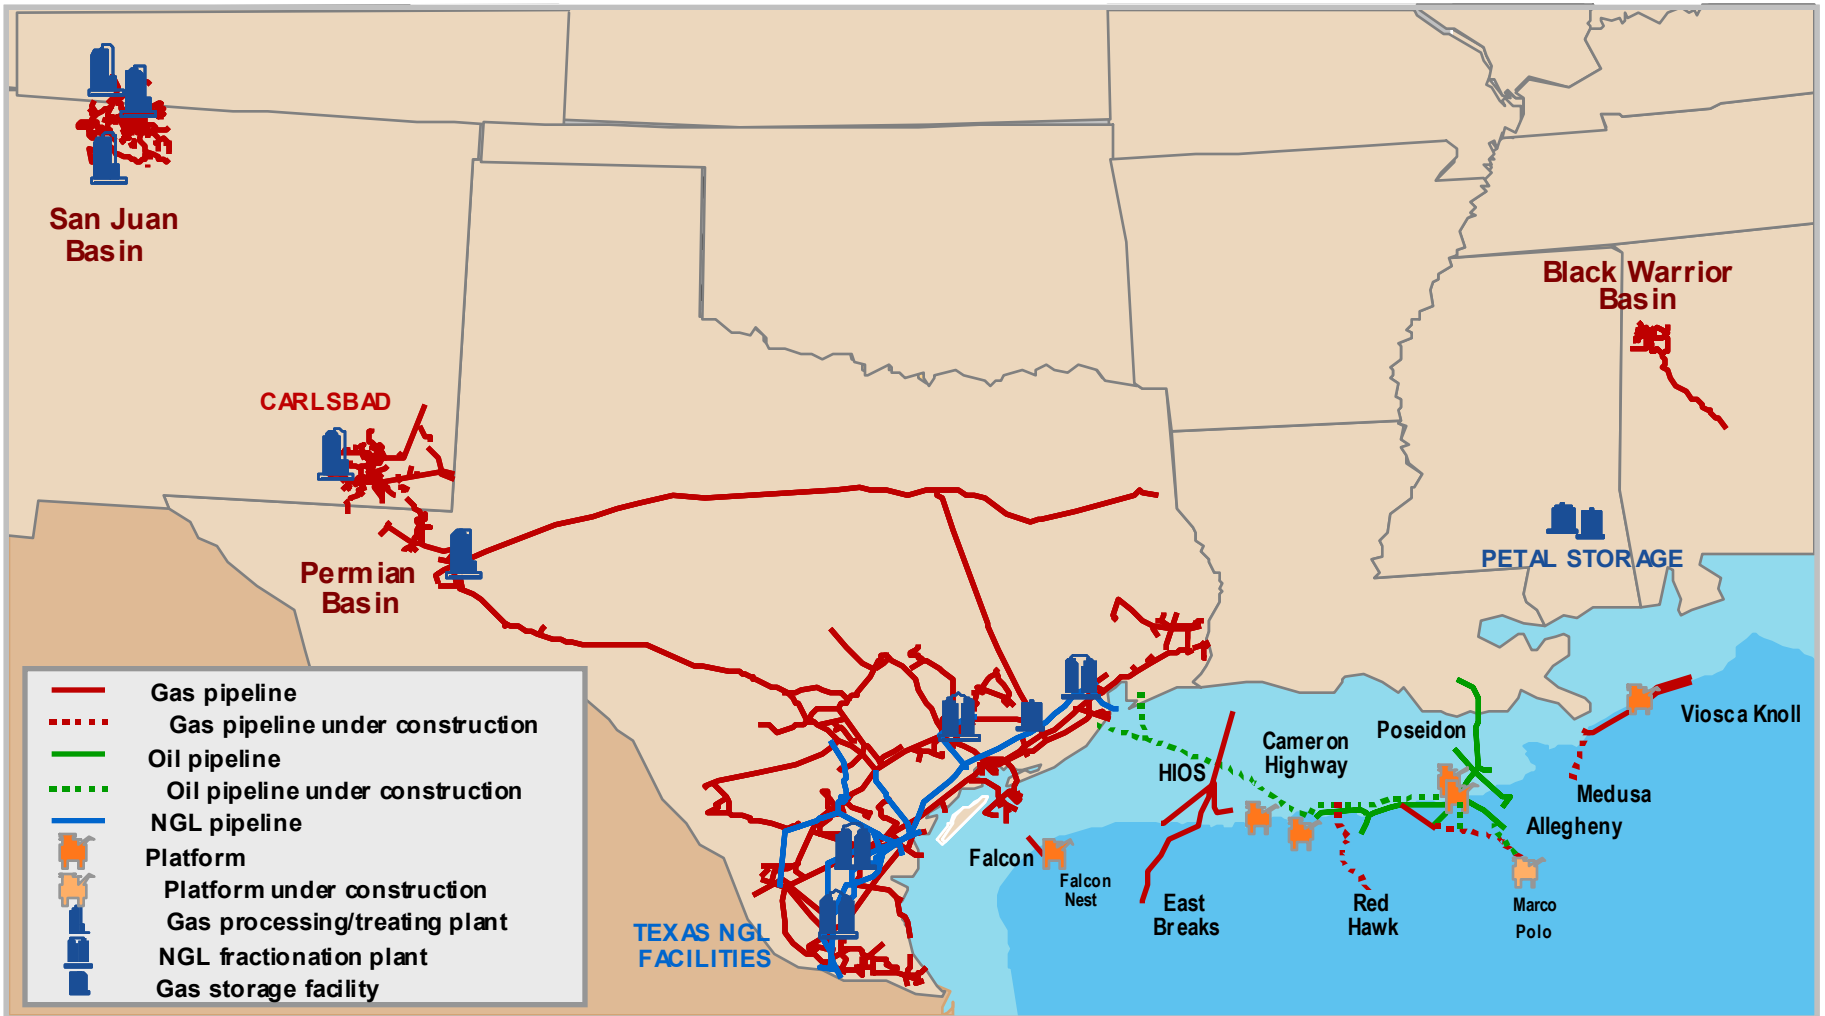 San Juan
Basin
Black Warrior
Basin
CARLSBAD
PETAL STORAGE
Permian
Basin
Gas pipeline
Gas pipeline under construction
Oil pipeline
Oil pipeline under construction
NGL pipeline
Platform
Platform under construction
Gas processing/treating plant
NGL fractionation plant
Gas storage facility
TEXAS NGL
FACILITIES
Falcon
Falcon
Nest
HIOS
East
Breaks
Cameron
Highway
Red
Hawk
Poseidon
Allegheny
Marco
Polo
Medusa
Viosca Knoll